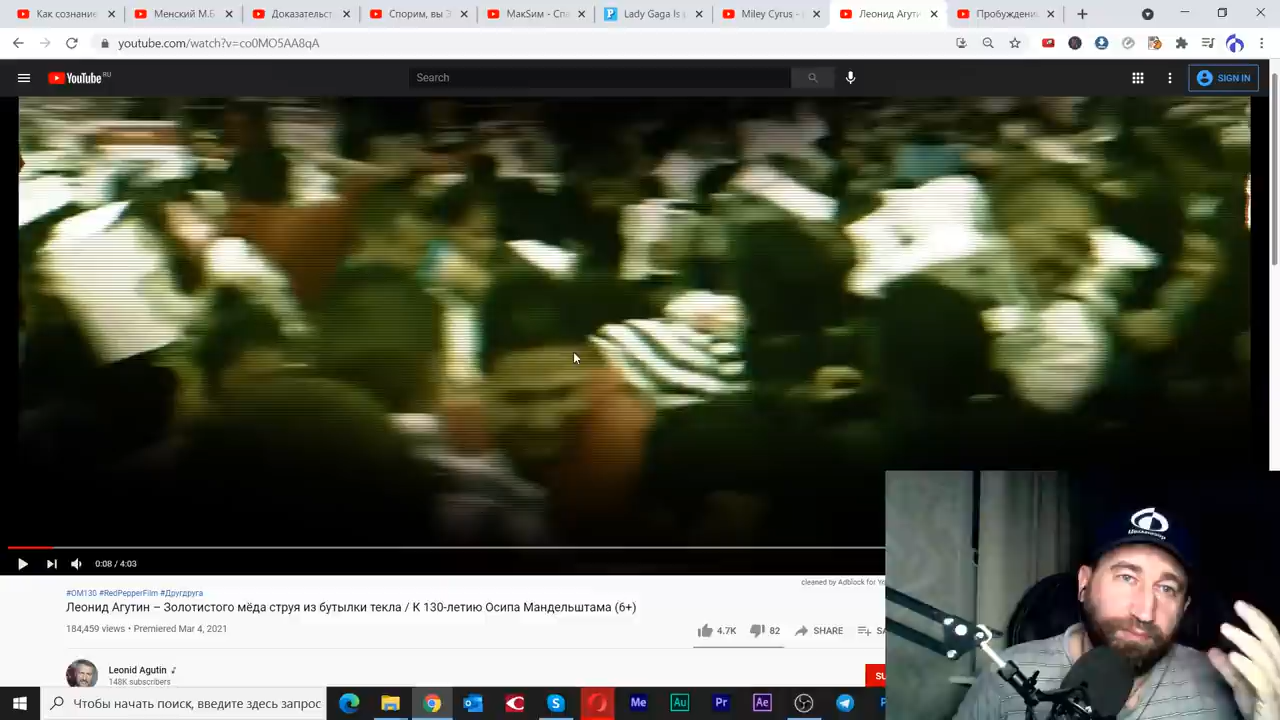 Как сознание
Менский М.Б
Доказательст
Спорим, вы З
МакSим - Спа
Lady Gaga Is
Miley Cyrus -
Леонид Агути
Пробуждени
youtube.com/watch?v=co0MO5AA8qA
YouTube RU
Search
SIGN IN
0:08 / 4:03
cleaned by Adblock for
#OM130 #RedPepperFilm #Другдруга
Леонид Агутин – Золотистого мёда струя из бутылки текла / К 130-летию Осипа Мандельштама (6+)
184,459 views • Premiered Mar 4, 2021
4.7K 82 SHARE
Leonid Agutin
148K subscribers
Чтобы начать поиск, введите здесь запрос
Me Au Pr Ae